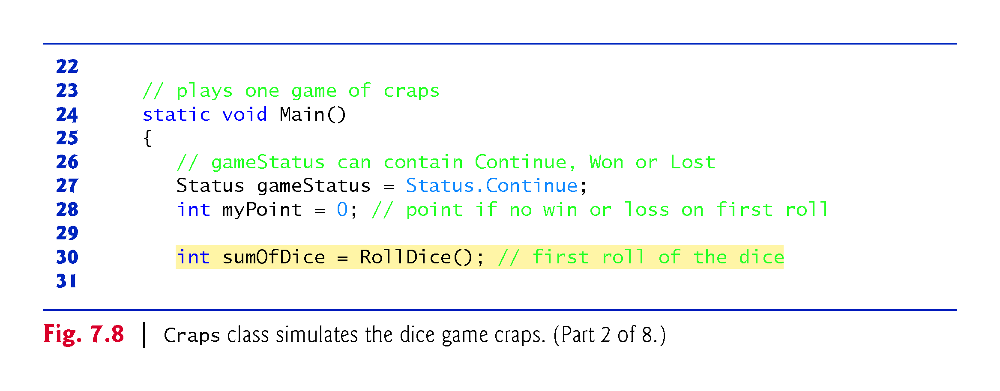 22
23 // plays one game of craps
24 static void Main()
25 {
26 // gameStatus can contain Continue, Won or Lost
27 Status gameStatus = Status.Continue;
28 int myPoint = 0; // point if no win or loss on first roll
29
30 int sumOfDice = RollDice(); // first roll of the dice
31
Fig. 7.8 | Craps class simulates the dice game craps. (Part 2 of 8.)